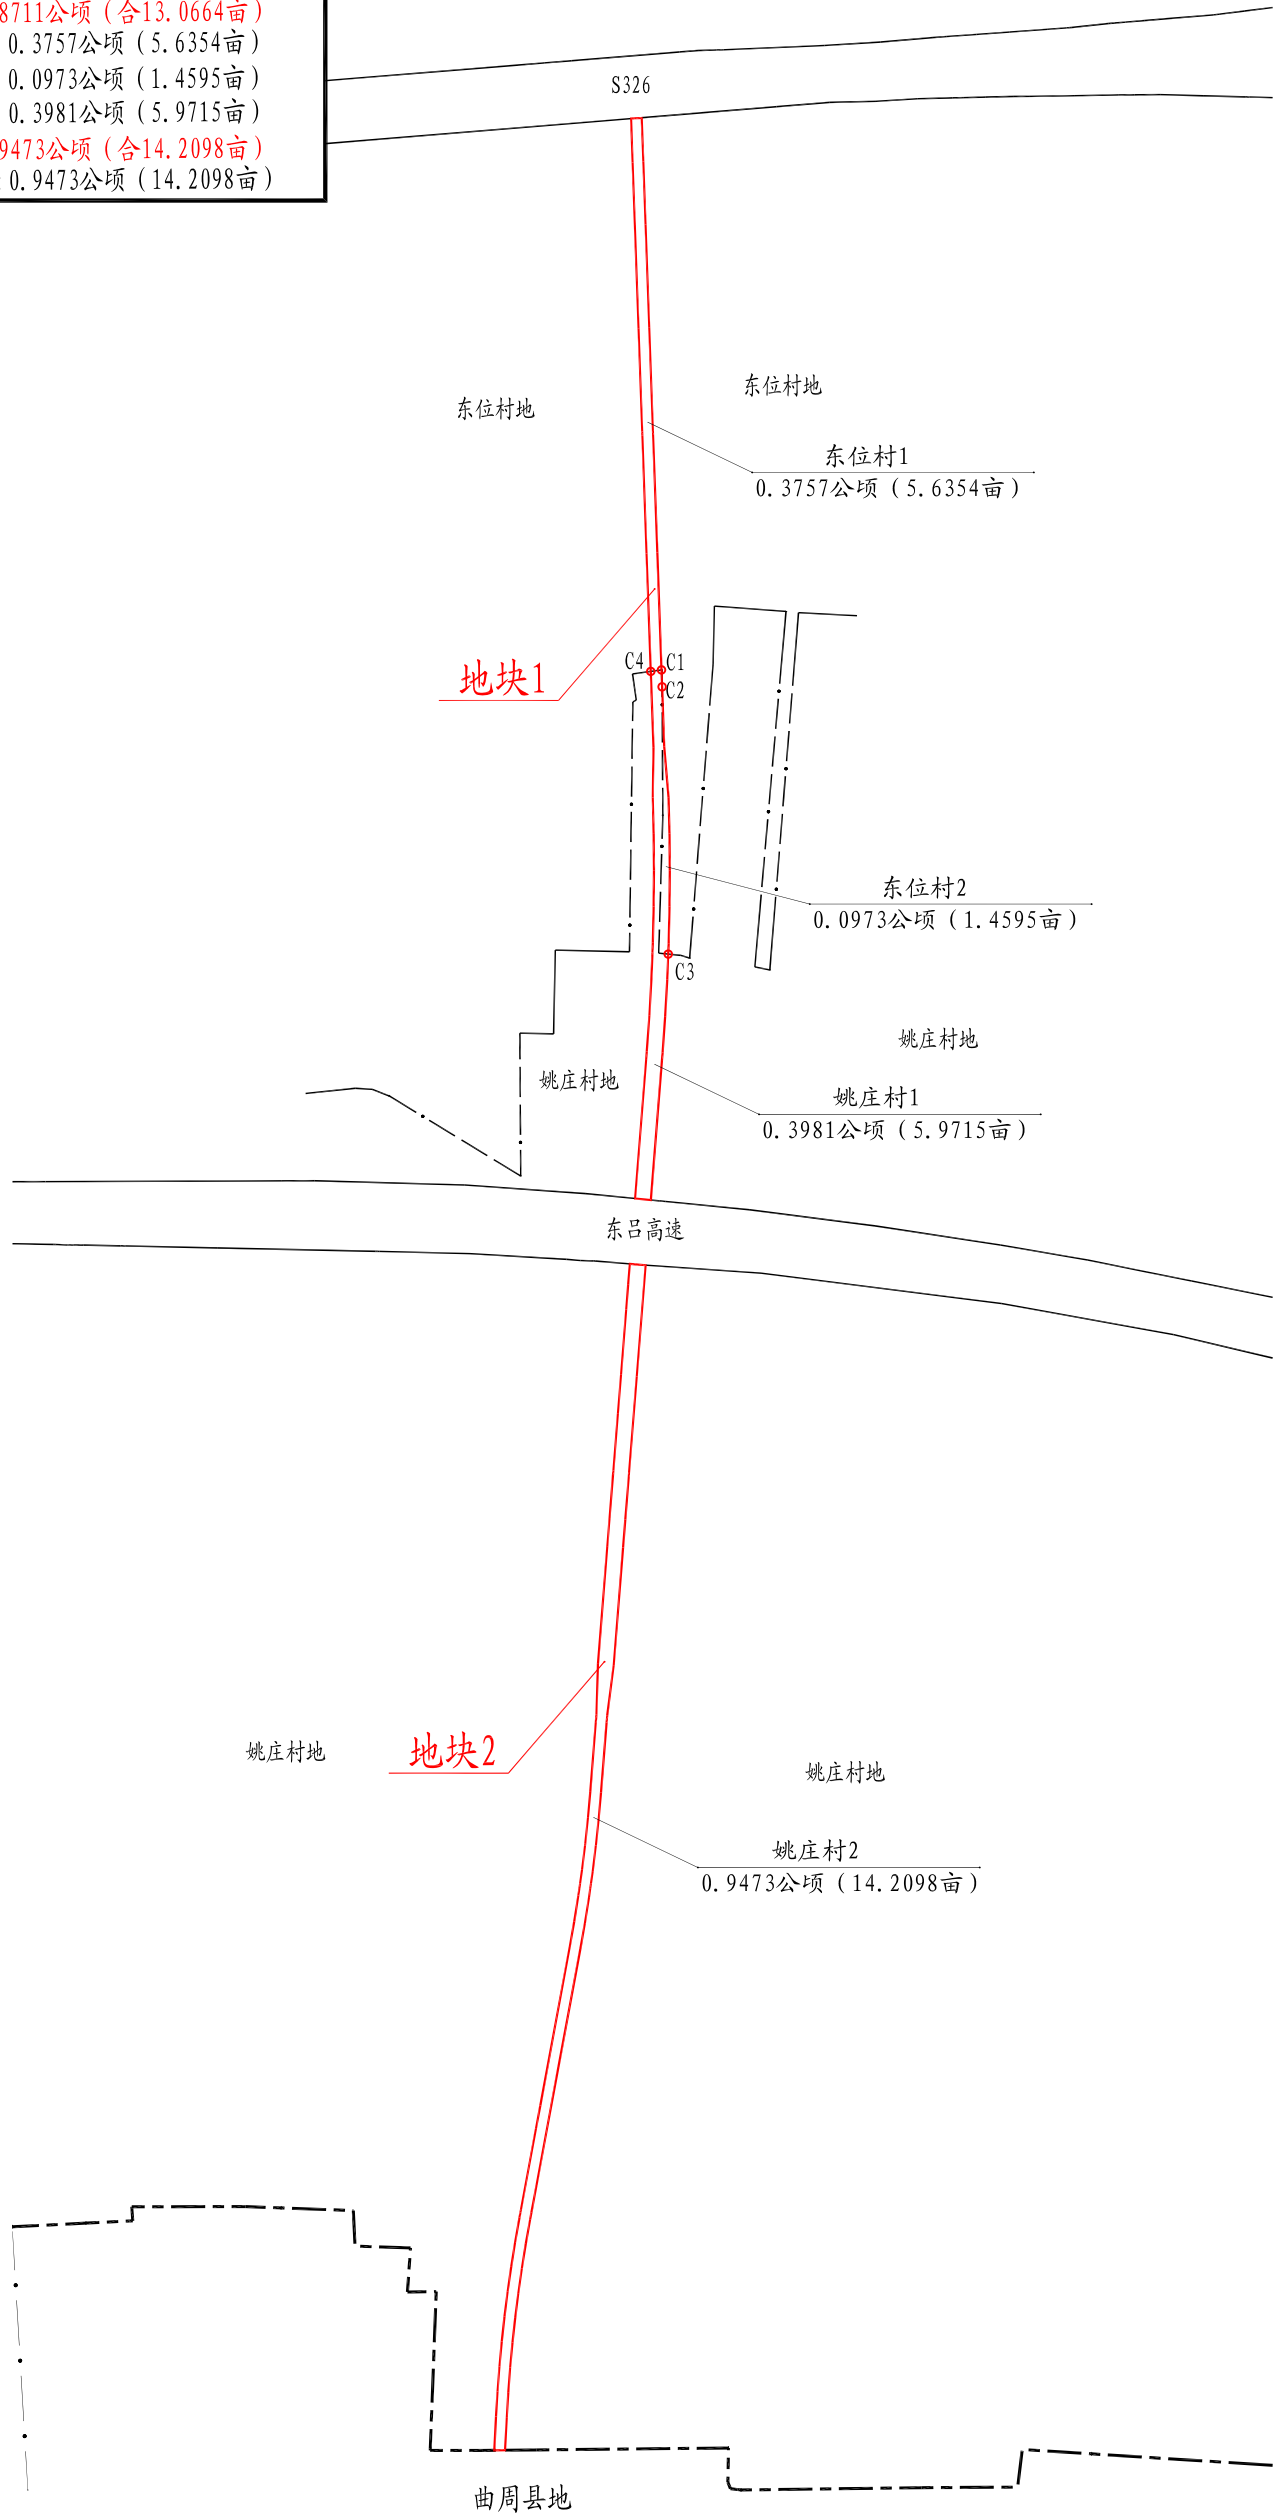 8711公顷（合13.0664亩）
0.3757公顷（5.6354亩）
0.0973公顷（1.4595亩）
0.3981公顷（5.9715亩）
9473公顷（合14.2098亩）
0.9473公顷（14.2098亩）
S326
东位村地
东位村地
东位村1
0.3757公顷（5.6354亩）
C4
C1
地块1
C2
东位村2
0.0973公顷（1.4595亩）
C3
姚庄村地
姚庄村地
姚庄村1
0.3981公顷（5.9715亩）
东吕高速
地块2
姚庄村地
姚庄村地
姚庄村2
0.9473公顷（14.2098亩）
曲周县地